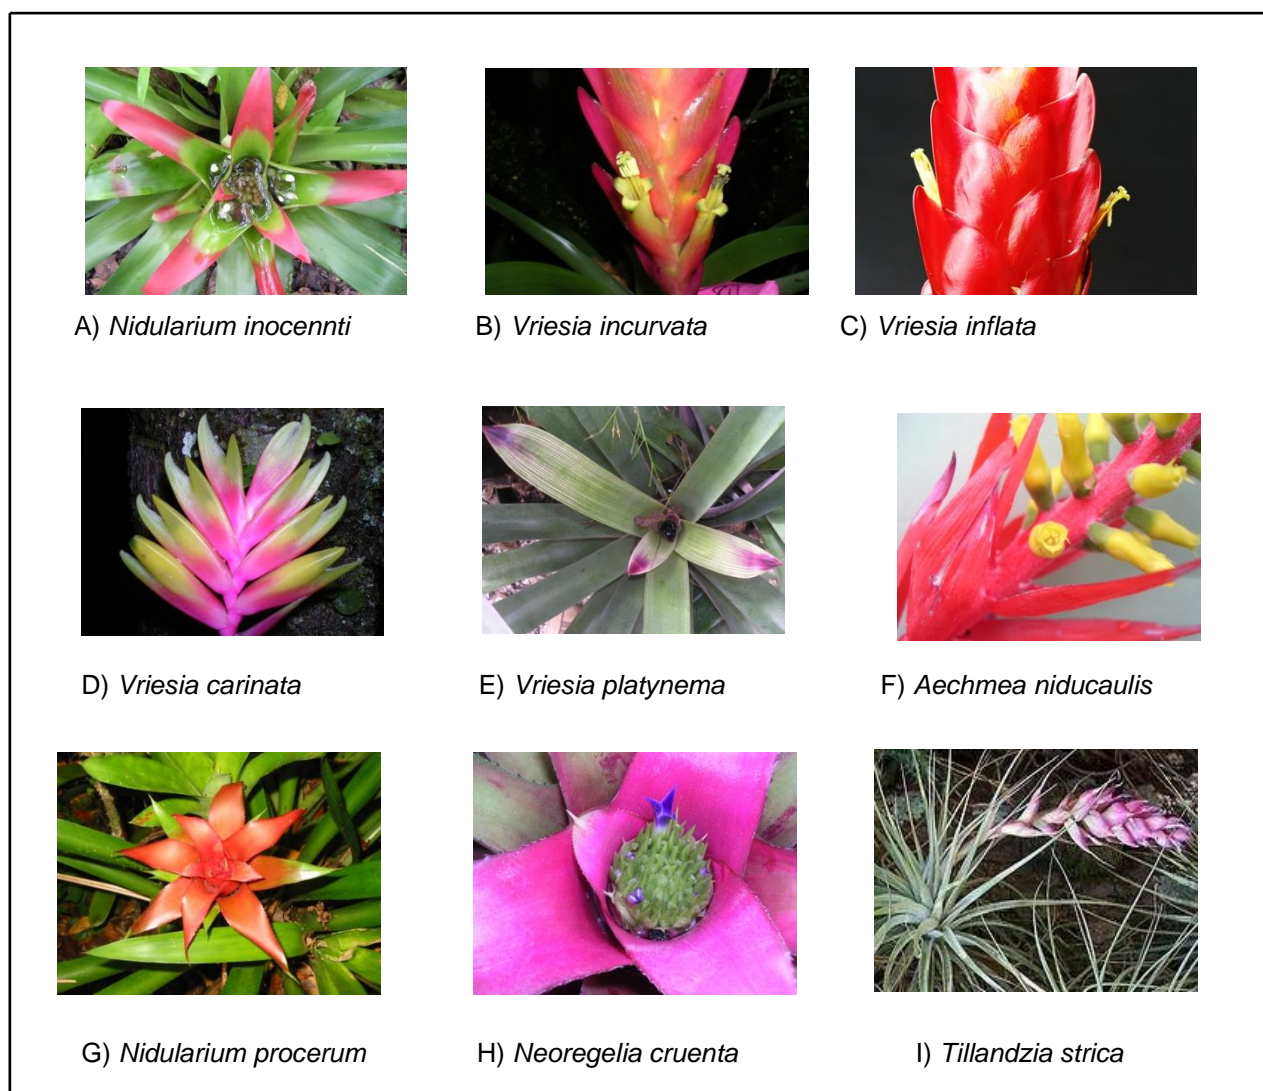 A) Nidularium inocennti
B) Vriesia incurvata
C) Vriesia inflata
D) Vriesia carinata
E) Vriesia platynema
F) Aechmea niducaulis
G) Nidularium procerum
H) Neoregelia cruenta
I) Tillandzia strica